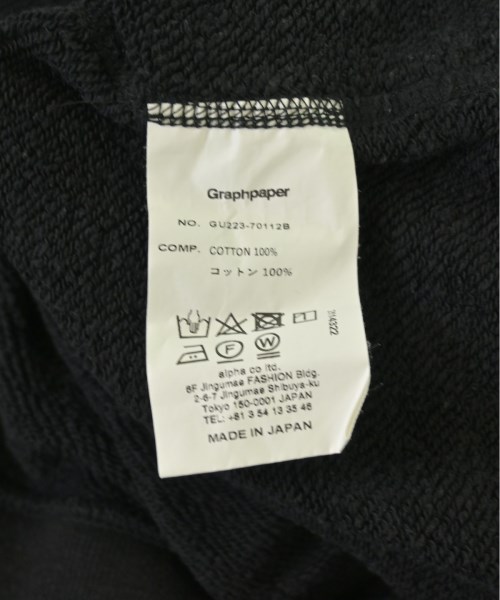 Graphpaper
NO. GU223-70112B
COMP. COTTON 100%
コットン 100%
F W
alpha co ltd.
6F Jingumae FASHION Bldg.
2-6-7 Jingumae Shibuya-ku
Tokyo 150-0001 JAPAN
TEL: +81 3 54 13 35 46
MADE IN JAPAN